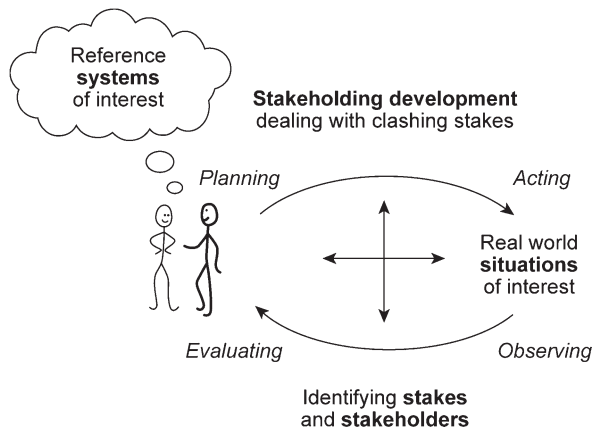 Reference
systems
of interest
Stakeholding development
dealing with clashing stakes
Planning
Acting
Real world
situations
of interest
Evaluating
Observing
Identifying stakes
and stakeholders